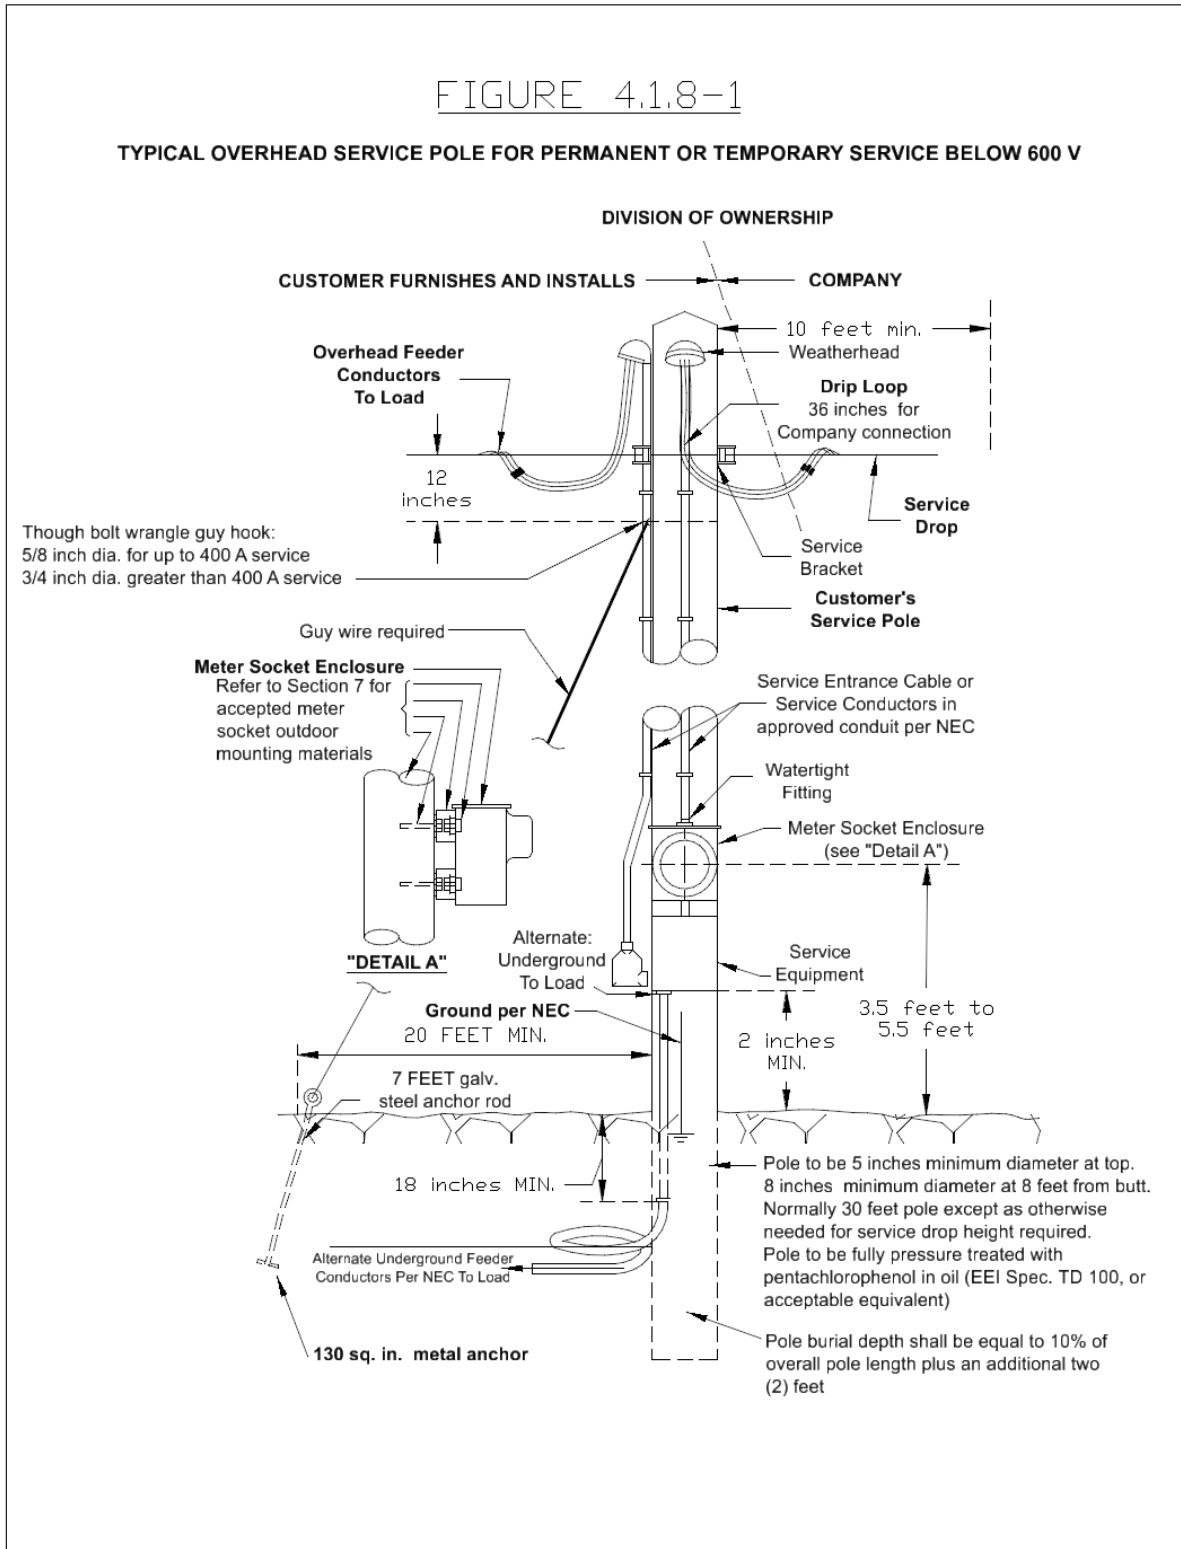 FIGURE 4.1.8-1
TYPICAL OVERHEAD SERVICE POLE FOR PERMANENT OR TEMPORARY SERVICE BELOW 600 V
DIVISION OF OWNERSHIP
CUSTOMER FURNISHES AND INSTALLS
COMPANY
10 feet min.
Weatherhead
Overhead Feeder
Conductors
To Load
Drip Loop
36 inches for
Company connection
12
inches
Service
Drop
Though bolt wrangle guy hook:
5/8 inch dia. for up to 400 A service
3/4 inch dia. greater than 400 A service
Service
Bracket
Customer's
Service Pole
Guy wire required
Meter Socket Enclosure
Refer to Section 7 for
accepted meter
socket outdoor
mounting materials
Service Entrance Cable or
Service Conductors in
approved conduit per NEC
Watertight
Fitting
Meter Socket Enclosure
(see "Detail A")
"DETAIL A"
Alternate:
Underground
To Load
Service
Equipment
Ground per NEC
3.5 feet to
5.5 feet
20 FEET MIN.
2 inches
MIN.
7 FEET galv.
steel anchor rod
18 inches MIN.
Pole to be 5 inches minimum diameter at top.
8 inches minimum diameter at 8 feet from butt.
Normally 30 feet pole except as otherwise
needed for service drop height required.
Pole to be fully pressure treated with
pentachlorophenol in oil (EEI Spec. TD 100, or
acceptable equivalent)
Alternate Underground Feeder
Conductors Per NEC To Load
130 sq. in. metal anchor
Pole burial depth shall be equal to 10% of
overall pole length plus an additional two
(2) feet